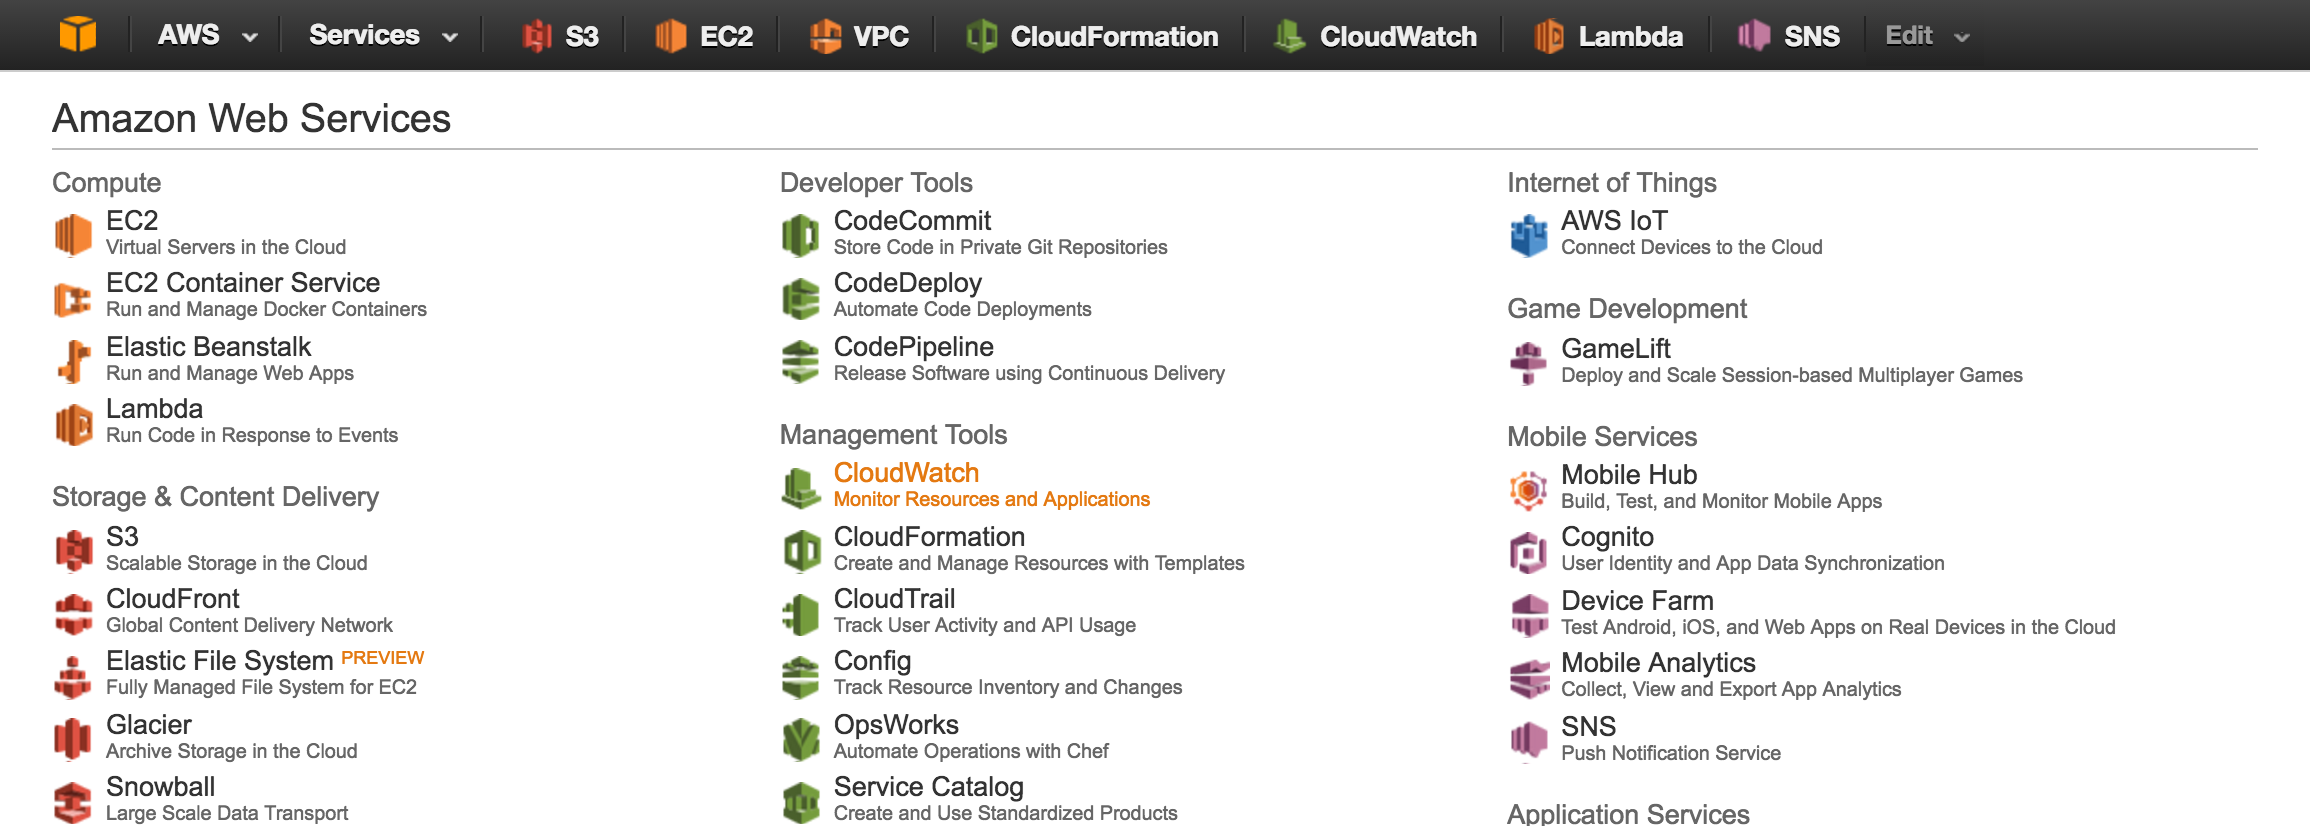 AWS Services S3 EC2 VPC CloudFormation CloudWatch Lambda SNS Edit
Amazon Web Services
Compute
EC2
Virtual Servers in the Cloud
EC2 Container Service
Run and Manage Docker Containers
Elastic Beanstalk
Run and Manage Web Apps
Lambda
Run Code in Response to Events
Storage & Content Delivery
S3
Scalable Storage in the Cloud
CloudFront
Global Content Delivery Network
Elastic File System PREVIEW
Fully Managed File System for EC2
Glacier
Archive Storage in the Cloud
Snowball
Large Scale Data Transport
Developer Tools
CodeCommit
Store Code in Private Git Repositories
CodeDeploy
Automate Code Deployments
CodePipeline
Release Software using Continuous Delivery
Management Tools
CloudWatch
Monitor Resources and Applications
CloudFormation
Create and Manage Resources with Templates
CloudTrail
Track User Activity and API Usage
Config
Track Resource Inventory and Changes
OpsWorks
Automate Operations with Chef
Service Catalog
Create and Use Standardized Products
Internet of Things
AWS IoT
Connect Devices to the Cloud
Game Development
GameLift
Deploy and Scale Session-based Multiplayer Games
Mobile Services
Mobile Hub
Build, Test, and Monitor Mobile Apps
Cognito
User Identity and App Data Synchronization
Device Farm
Test Android, iOS, and Web Apps on Real Devices in the Cloud
Mobile Analytics
Collect, View and Export App Analytics
SNS
Push Notification Service
Application Services